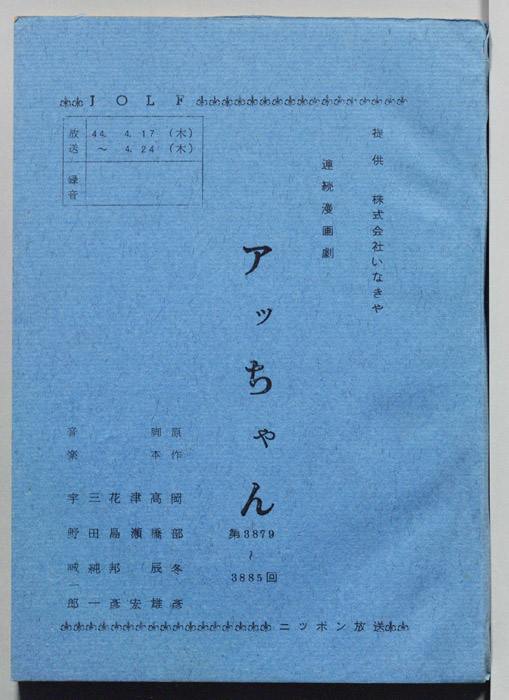 JOLF
放送 44. 4. 17 (木)
～ 4. 24 (木)
録音
提供 株式会社いなきや
連続漫画劇
アッちゃん
第3879
～
3885回
原作 岡部冬彦
脚本 高橋辰雄
津瀬宏
花島邦彦
三田純一
音楽 宇野誠一郎
ニッポン放送